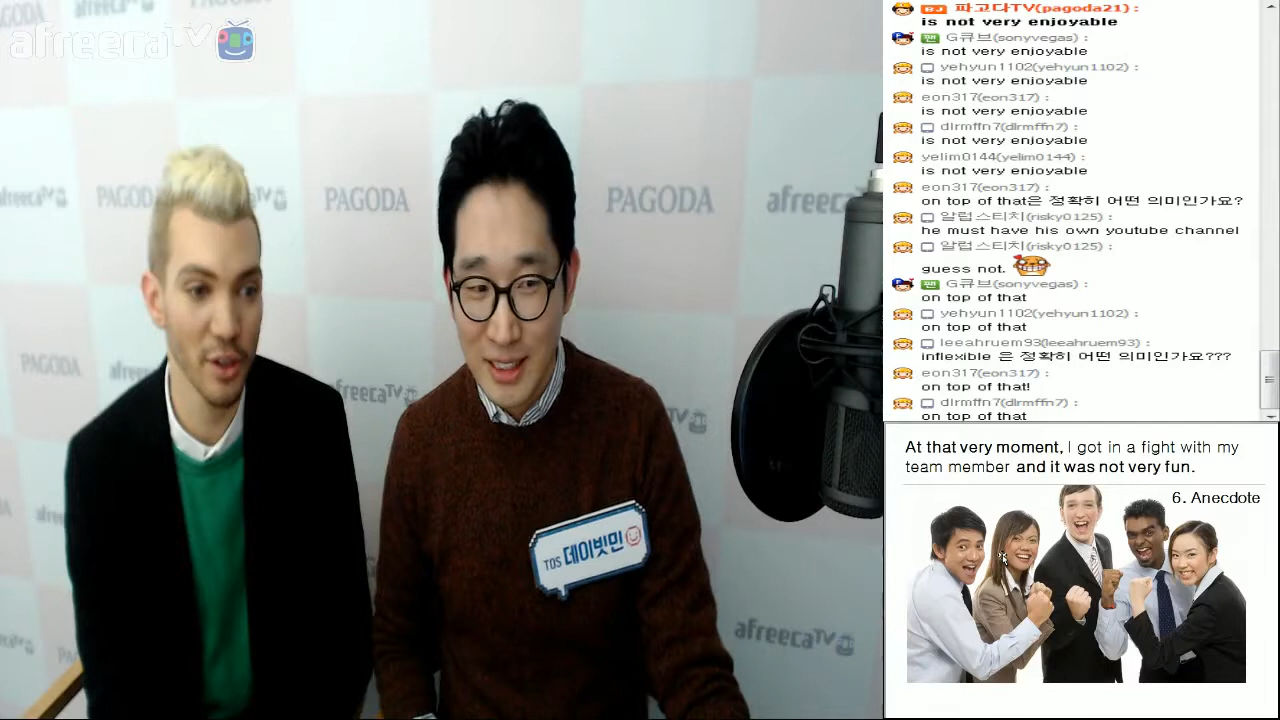 afreecaTV
PAGODA
PAGODA
PAGODA
PAGODA
afreecaTV
PAGODA
afreecaTV
afreecaTV
TOS 데이빗민
BJ 파고다TV(pagoda21) :
is not very enjoyable
팬 G큐브(sonyvegas) :
is not very enjoyable
yehyun1102(yehyun1102) :
is not very enjoyable
eon317(eon317) :
is not very enjoyable
dlrmffn7(dlrmffn7) :
is not very enjoyable
yelim0144(yelim0144) :
is not very enjoyable
eon317(eon317) :
on top of that은 정확히 어떤 의미인가요?
알럽스티치(risky0125) :
he must have his own youtube channel
알럽스티치(risky0125) :
guess not.
팬 G큐브(sonyvegas) :
on top of that
yehyun1102(yehyun1102) :
on top of that
leeahruem93(leeahruem93) :
inflexible 은 정확히 어떤 의미인가요???
eon317(eon317) :
on top of that!
dlrmffn7(dlrmffn7) :
on top of that
At that very moment, I got in a fight with my
team member and it was not very fun.
6. Anecdote